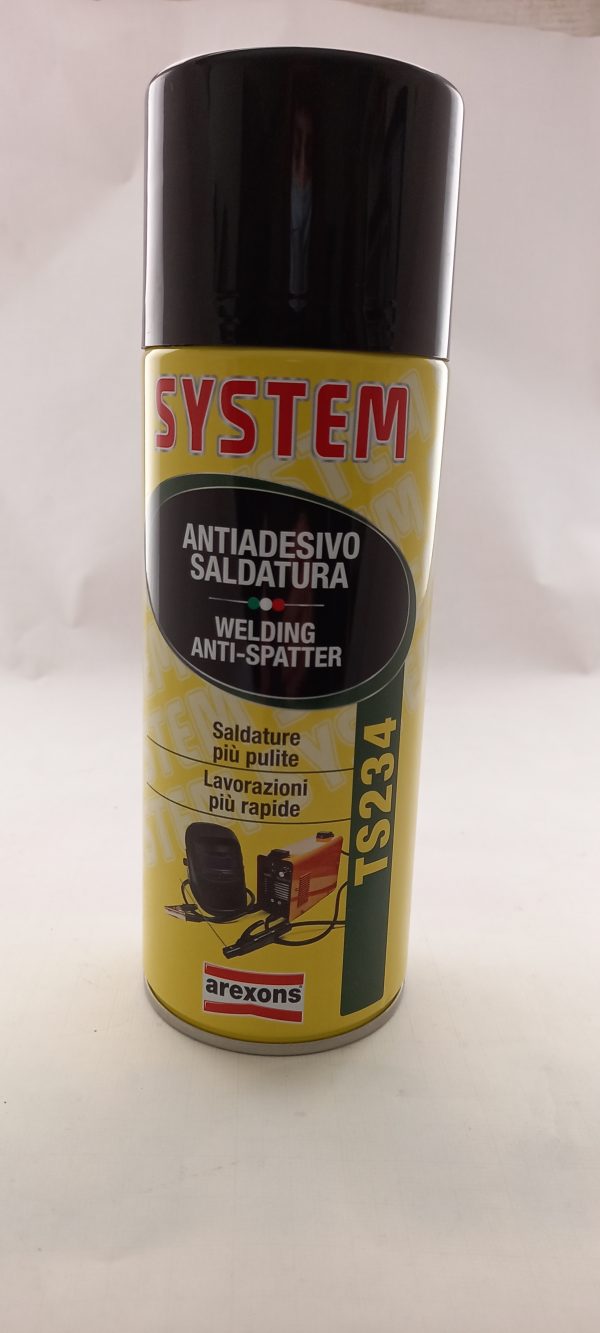 SYSTEM
ANTIADESIVO
SALDATURA
WELDING
ANTI-SPATTER
Saldature
più pulite
Lavorazioni
più rapide
TS234
arexons